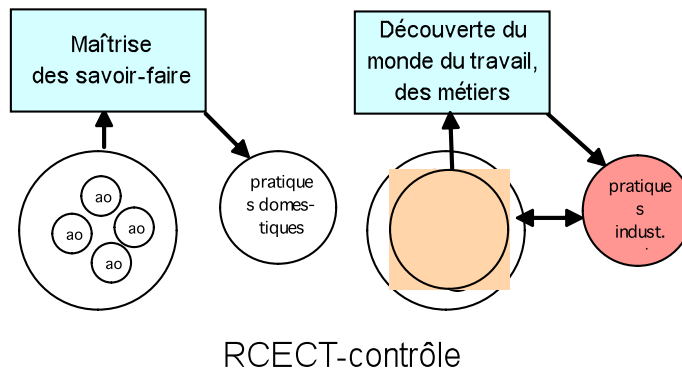 Maîtrise
des savoir-faire
Découverte du
monde du travail,
des métiers
ao
ao
ao
ao
pratique
s domes-
tiques
pratique
s
indust.
.
RCECT-contrôle